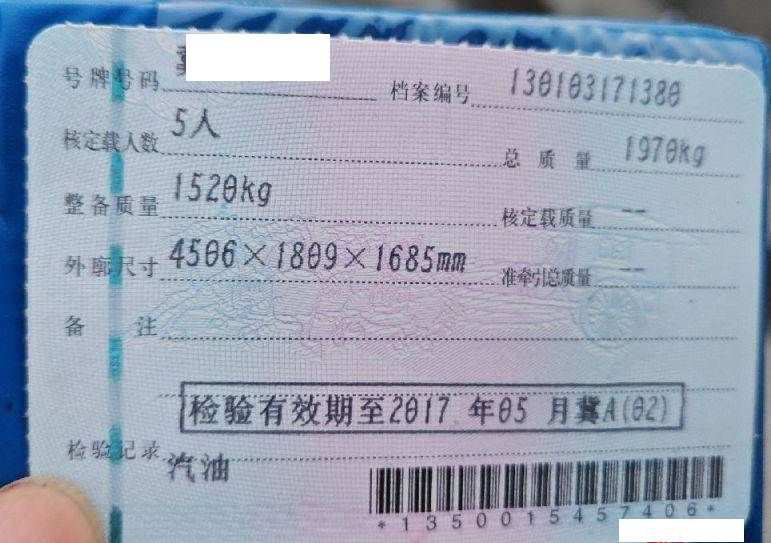 号牌号码 冀 档案编号 130103171380
核定载人数 5人 总质量 1970kg
整备质量 1520kg 核定载质量 --
外廓尺寸 4506×1809×1685mm 准牵引总质量 --
备注
检验有效期至2017 年05 月冀A(02)
检验记录
汽油
*1350015457406*